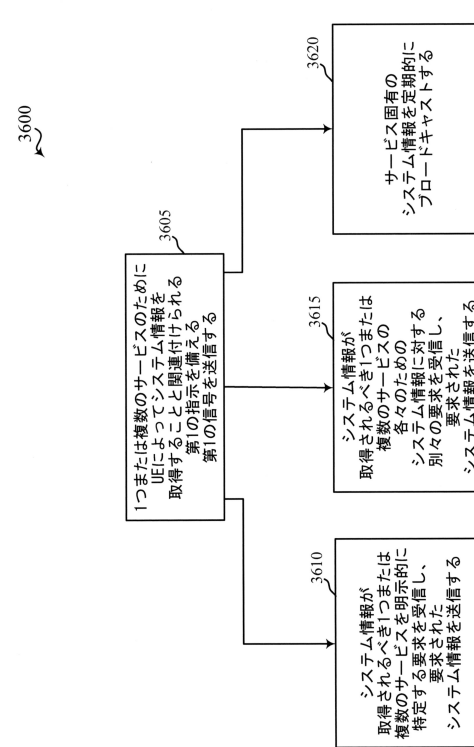 3600
3605
1つまたは複数のサービスのために
UEによってシステム情報を
取得することと関連付けられる
第1の指示を備える
第1の信号を送信する
3610
システム情報が
取得されるべき1つまたは
複数のサービスを明示的に
特定する要求を受信し、
要求された
システム情報を送信する
3615
システム情報が
取得されるべき1つまたは
複数のサービスの
各々のための
システム情報に対する
別々の要求を受信し、
要求された
システム情報を送信する
3620
サービス固有の
システム情報を定期的に
ブロードキャストする